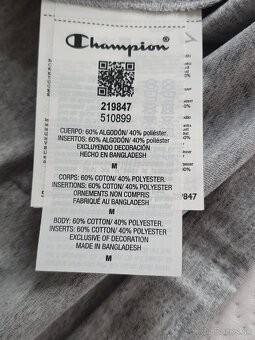 Champion
219847
510899
CUERPO: 60% ALGODÓN/ 40% poliéster.
INSERTOS: 60% ALGODÓN/ 40% poliéster.
EXCLUYENDO DECORACIÓN
HECHO EN BANGLADESH
M
CORPS: 60% COTON/ 40% POLYESTER.
INSERTIONS: 60% COTON/ 40% POLYESTER.
ORNEMENTS NON COMPRIS
FABRIQUÉ AU BANGLADESH
M
BODY: 60% COTTON/ 40% POLYESTER.
INSERTS: 60% COTTON/ 40% POLYESTER.
EXCLUSIVE OF DECORATION
MADE IN BANGLADESH
M
847